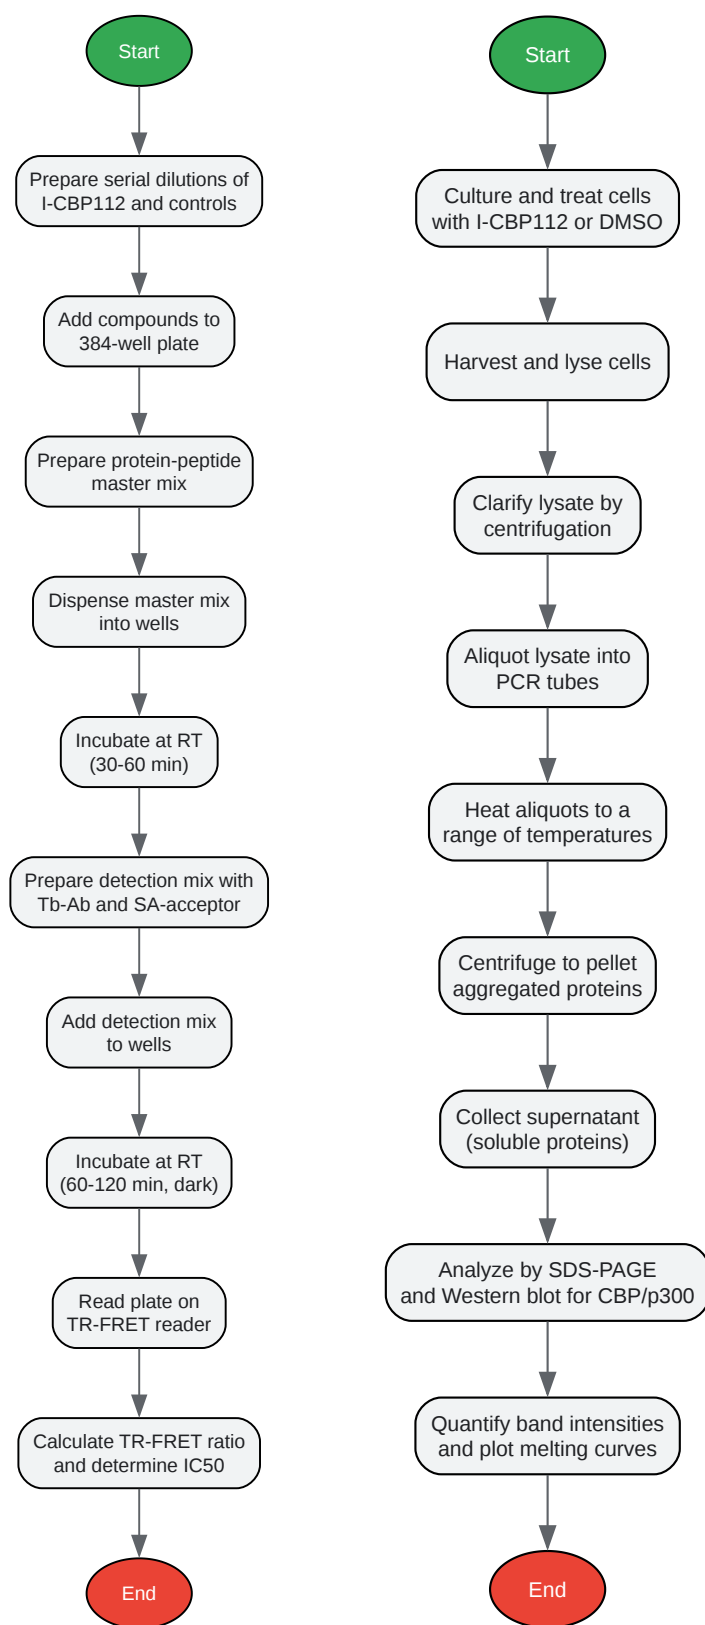 Start
Prepare serial dilutions of
I-CBP112 and controls
Add compounds to
384-well plate
Prepare protein-peptide
master mix
Dispense master mix
into wells
Incubate at RT
(30-60 min)
Prepare detection mix with
Tb-Ab and SA-acceptor
Add detection mix
to wells
Incubate at RT
(60-120 min, dark)
Read plate on
TR-FRET reader
Calculate TR-FRET ratio
and determine IC50
End
Start
Culture and treat cells
with I-CBP112 or DMSO
Harvest and lyse cells
Clarify lysate by
centrifugation
Aliquot lysate into
PCR tubes
Heat aliquots to a
range of temperatures
Centrifuge to pellet
aggregated proteins
Collect supernatant
(soluble proteins)
Analyze by SDS-PAGE
and Western blot for CBP/p300
Quantify band intensities
and plot melting curves
End